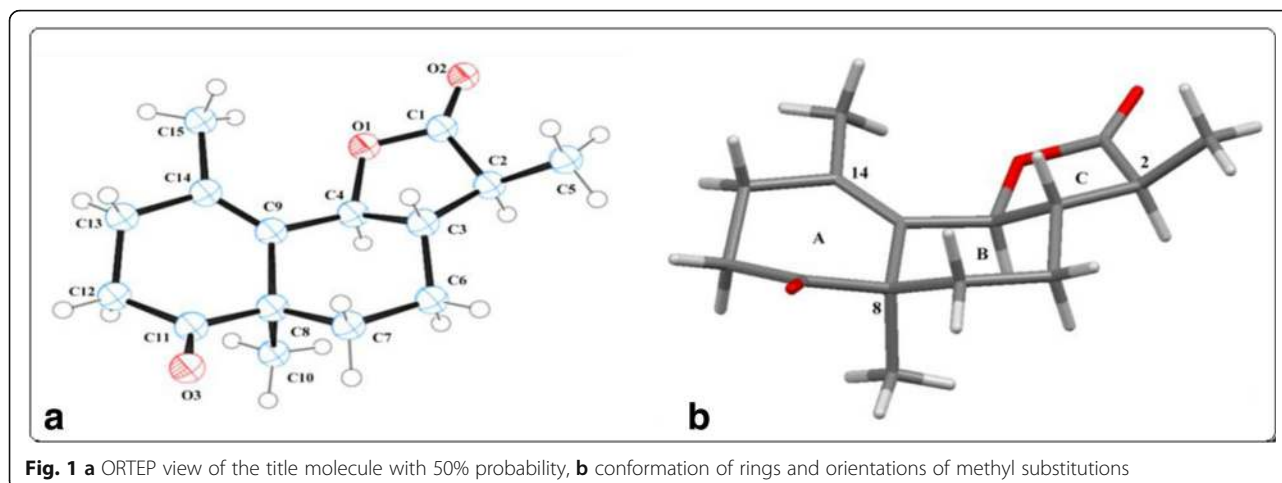 O2
C1
O1
C15
C2
C14
C4
C5
C9
C3
C13
C6
C12
C8
C7
C11
C10
O3
a
14
2
C
A
B
8
b
Fig. 1 a ORTEP view of the title molecule with 50% probability, b conformation of rings and orientations of methyl substitutions